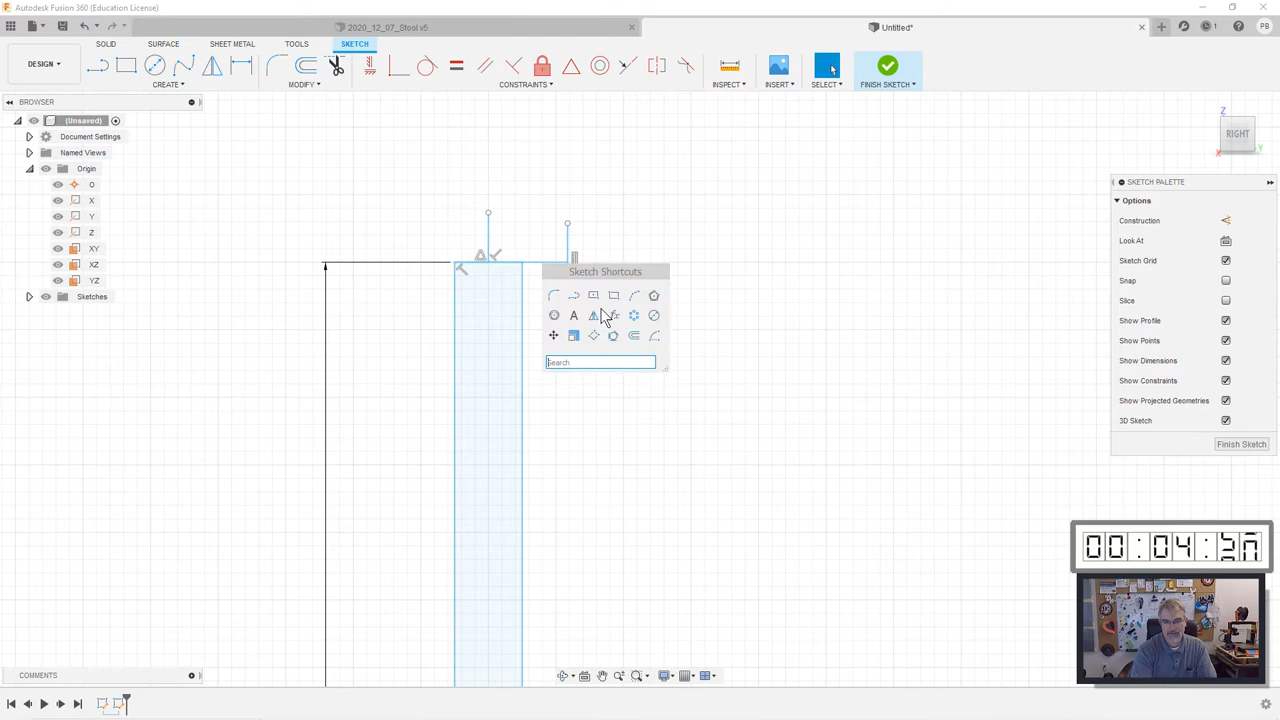 Autodesk Fusion 360 (Education License)
2020_12_07_Stool v5
Untitled*
1
PB
DESIGN
SOLID
SURFACE
SHEET METAL
TOOLS
SKETCH
CREATE
MODIFY
CONSTRAINTS
INSPECT
INSERT
SELECT
FINISH SKETCH
BROWSER
(Unsaved)
Document Settings
Named Views
Origin
O
X
Y
Z
XY
XZ
YZ
Sketches
Z
RIGHT
X
Y
SKETCH PALETTE
Options
Construction
Look At
Sketch Grid
Snap
Slice
Show Profile
Show Points
Show Dimensions
Show Constraints
Show Projected Geometries
3D Sketch
Finish Sketch
Sketch Shortcuts
A
Search
00:04:
COMMENTS